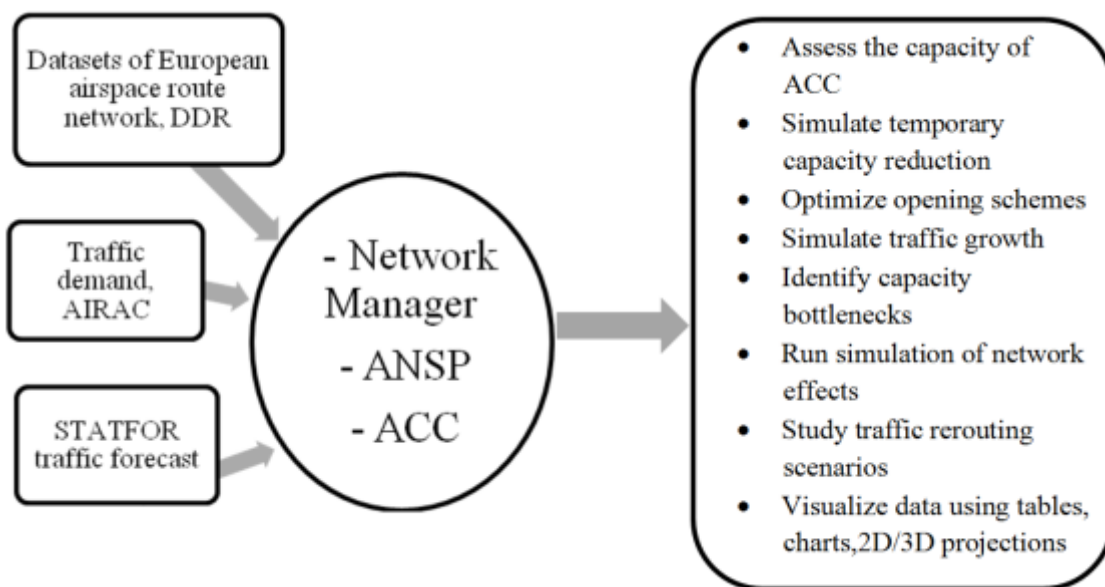 Datasets of European
airspace route
network, DDR
Traffic
demand,
AIRAC
STATFOR
traffic forecast
- Network
Manager
- ANSP
- ACC
• Assess the capacity of
ACC
• Simulate temporary
capacity reduction
• Optimize opening schemes
• Simulate traffic growth
• Identify capacity
bottlenecks
• Run simulation of network
effects
• Study traffic rerouting
scenarios
• Visualize data using tables,
charts,2D/3D projections